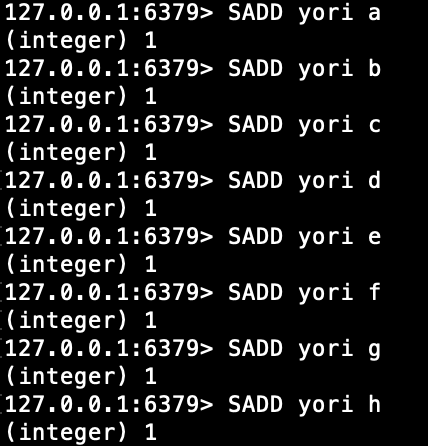 127.0.0.1:6379> SADD yori a
(integer) 1
127.0.0.1:6379> SADD yori b
(integer) 1
127.0.0.1:6379> SADD yori c
(integer) 1
127.0.0.1:6379> SADD yori d
(integer) 1
127.0.0.1:6379> SADD yori e
(integer) 1
127.0.0.1:6379> SADD yori f
(integer) 1
127.0.0.1:6379> SADD yori g
(integer) 1
127.0.0.1:6379> SADD yori h
(integer) 1